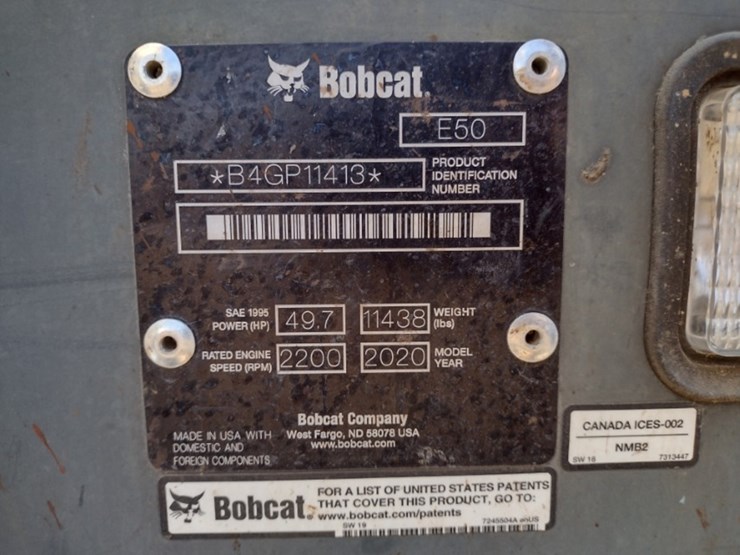 Bobcat.
E50
*B4GP11413*
PRODUCT
IDENTIFICATION
NUMBER
SAE 1995
POWER (HP)
49.7
11438
WEIGHT
(lbs)
RATED ENGINE
SPEED (RPM)
2200
2020
MODEL
YEAR
Bobcat Company
West Fargo, ND 58078 USA
www.bobcat.com
MADE IN USA WITH
DOMESTIC AND
FOREIGN COMPONENTS
CANADA ICES-002
NMB2
SW 18
7313447
Bobcat.
FOR A LIST OF UNITED STATES PATENTS
THAT COVER THIS PRODUCT, GO TO:
www.bobcat.com/patents
SW 19
7245504A enUS